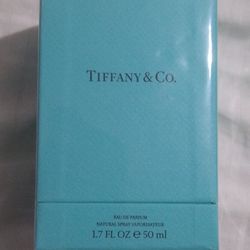 TIFFANY & CO.
EAU DE PARFUM
NATURAL SPRAY VAPORISATEUR
1.7 FL OZ ℮ 50 ml